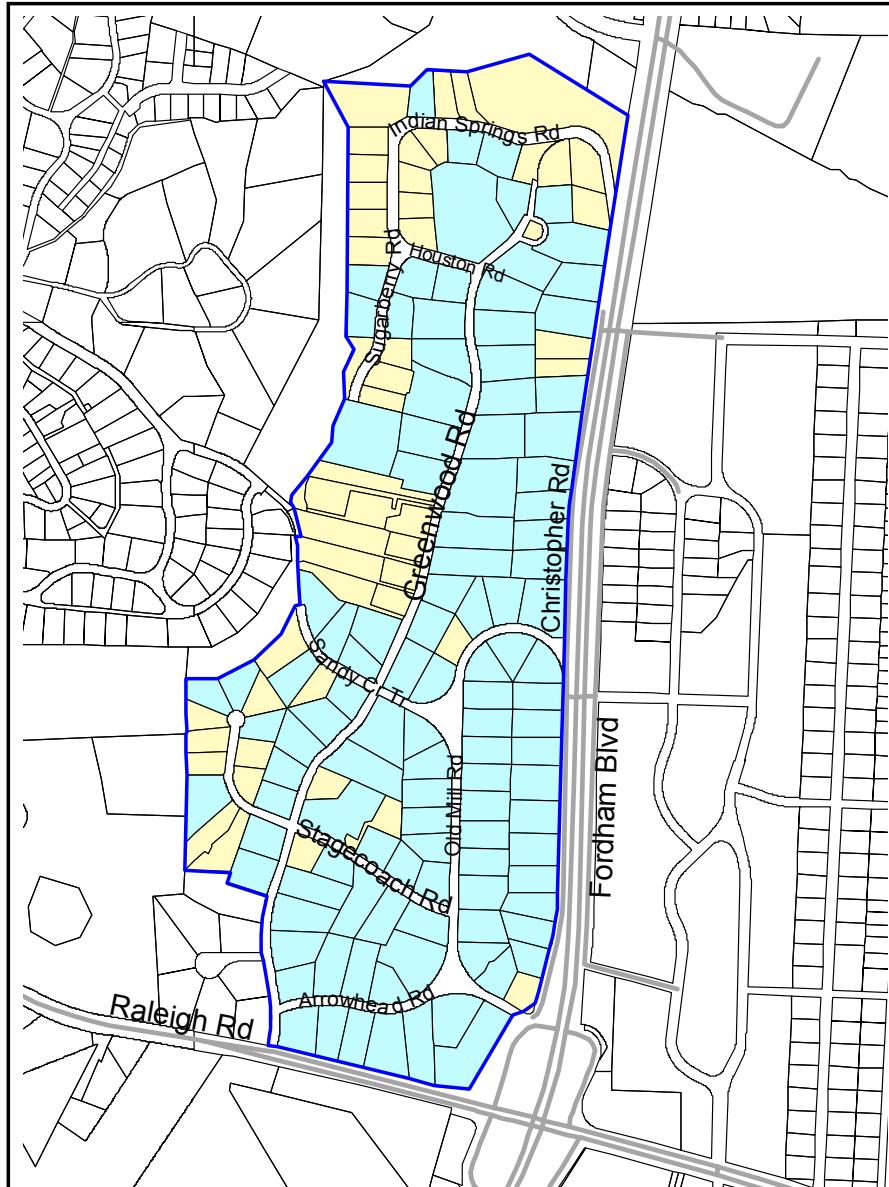 Indian Springs Rd
Houston Rd
Sugarberry Rd
Greenwood Rd
Christopher Rd
Sandy Cr Tr
Old Mill Rd
Fordham Blvd
Stagecoach Rd
Arrowhead Rd
Raleigh Rd